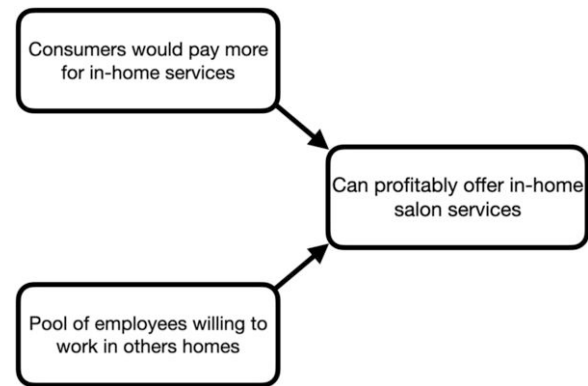 Consumers would pay more
for in-home services
Can profitably offer in-home
salon services
Pool of employees willing to
work in others homes